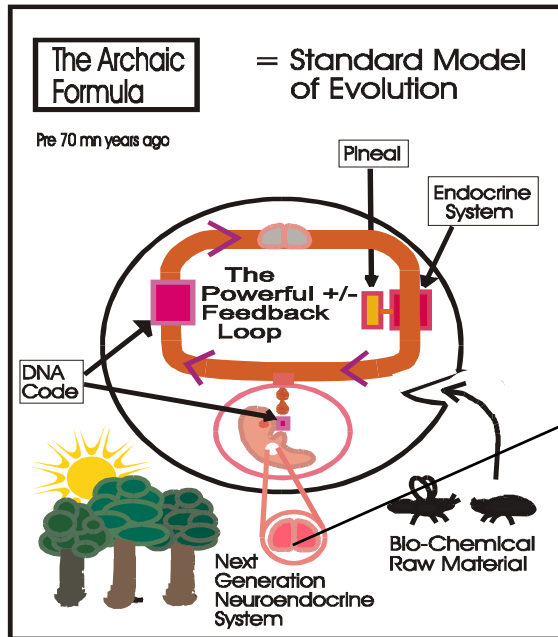 The Archaic
Formula
= Standard Model
of Evolution
Pre 70 mn years ago
Pineal
Endocrine
System
The
Powerful +/-
Feedback
Loop
DNA
Code
Bio-Chemical
Raw Material
Next
Generation
Neuroendocrine
System